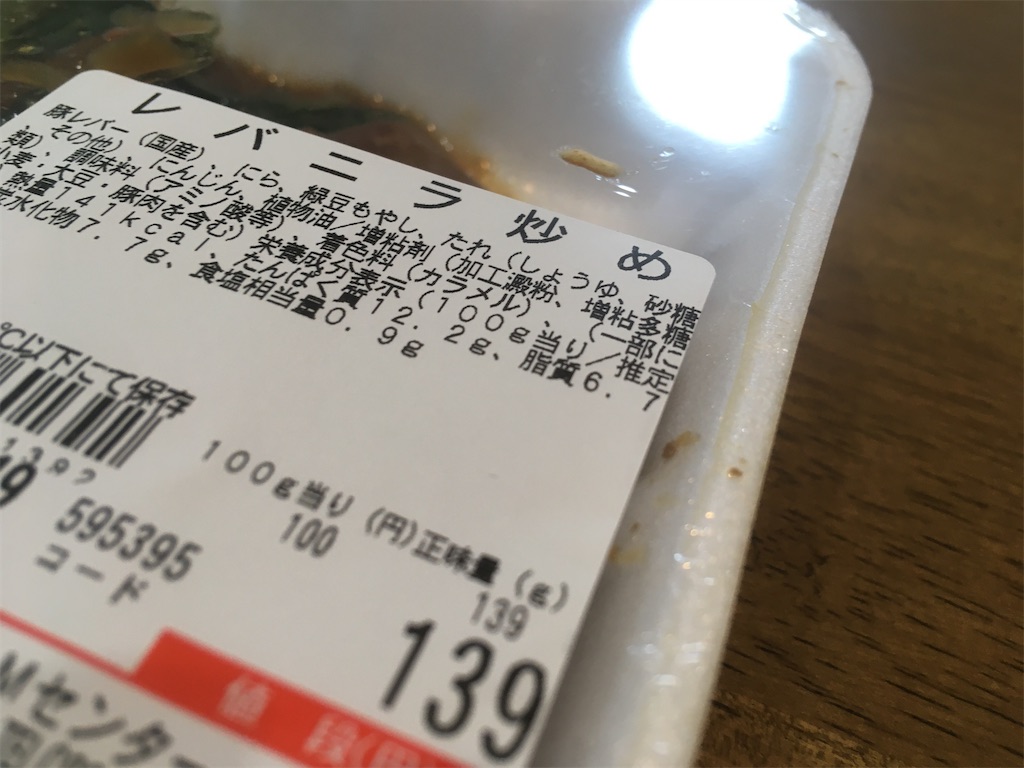 レバニラ炒め
豚レバー（国産）、にら、緑豆もやし、たれ（しょうゆ、砂糖
、その他）、にんじん、植物油／増粘剤（加工澱粉、増粘多糖
類）、調味料（アミノ酸等）、着色料（カラメル）、（一部に
小麦・大豆・豚肉を含む）栄養成分表示（100g当り／推定
熱量141kcal、たんぱく質12.2g、脂質6.7
炭水化物7.7g、食塩相当量0.9g
℃以下にて保存
100g当り（円）正味量（g）
100 139
595395
コード
139
値段(円
Mセンター